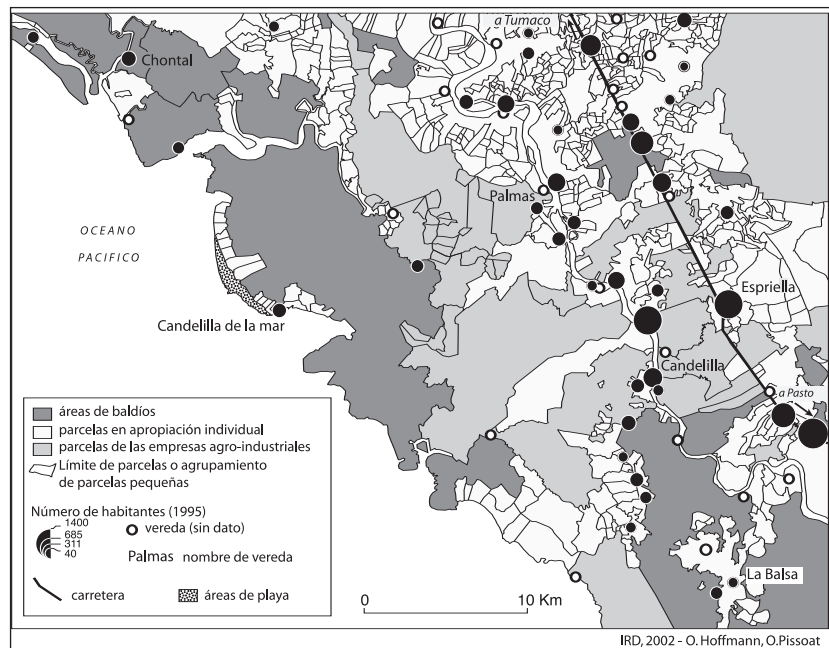 a Tumaco
Chontal
Palmas
OCEANO
PACIFICO
Espriella
Candelilla de la mar
Candelilla
a Pasto
áreas de baldíos
parcelas en apropiación individual
parcelas de las empresas agro-industriales
Límite de parcelas o agrupamiento
de parcelas pequeñas
Número de habitantes (1995)
1400
685
311
40
vereda (sin dato)
Palmas nombre de vereda
carretera
áreas de playa
0 10 Km
La Balsa
IRD, 2002 - O. Hoffmann, O.Pissoat